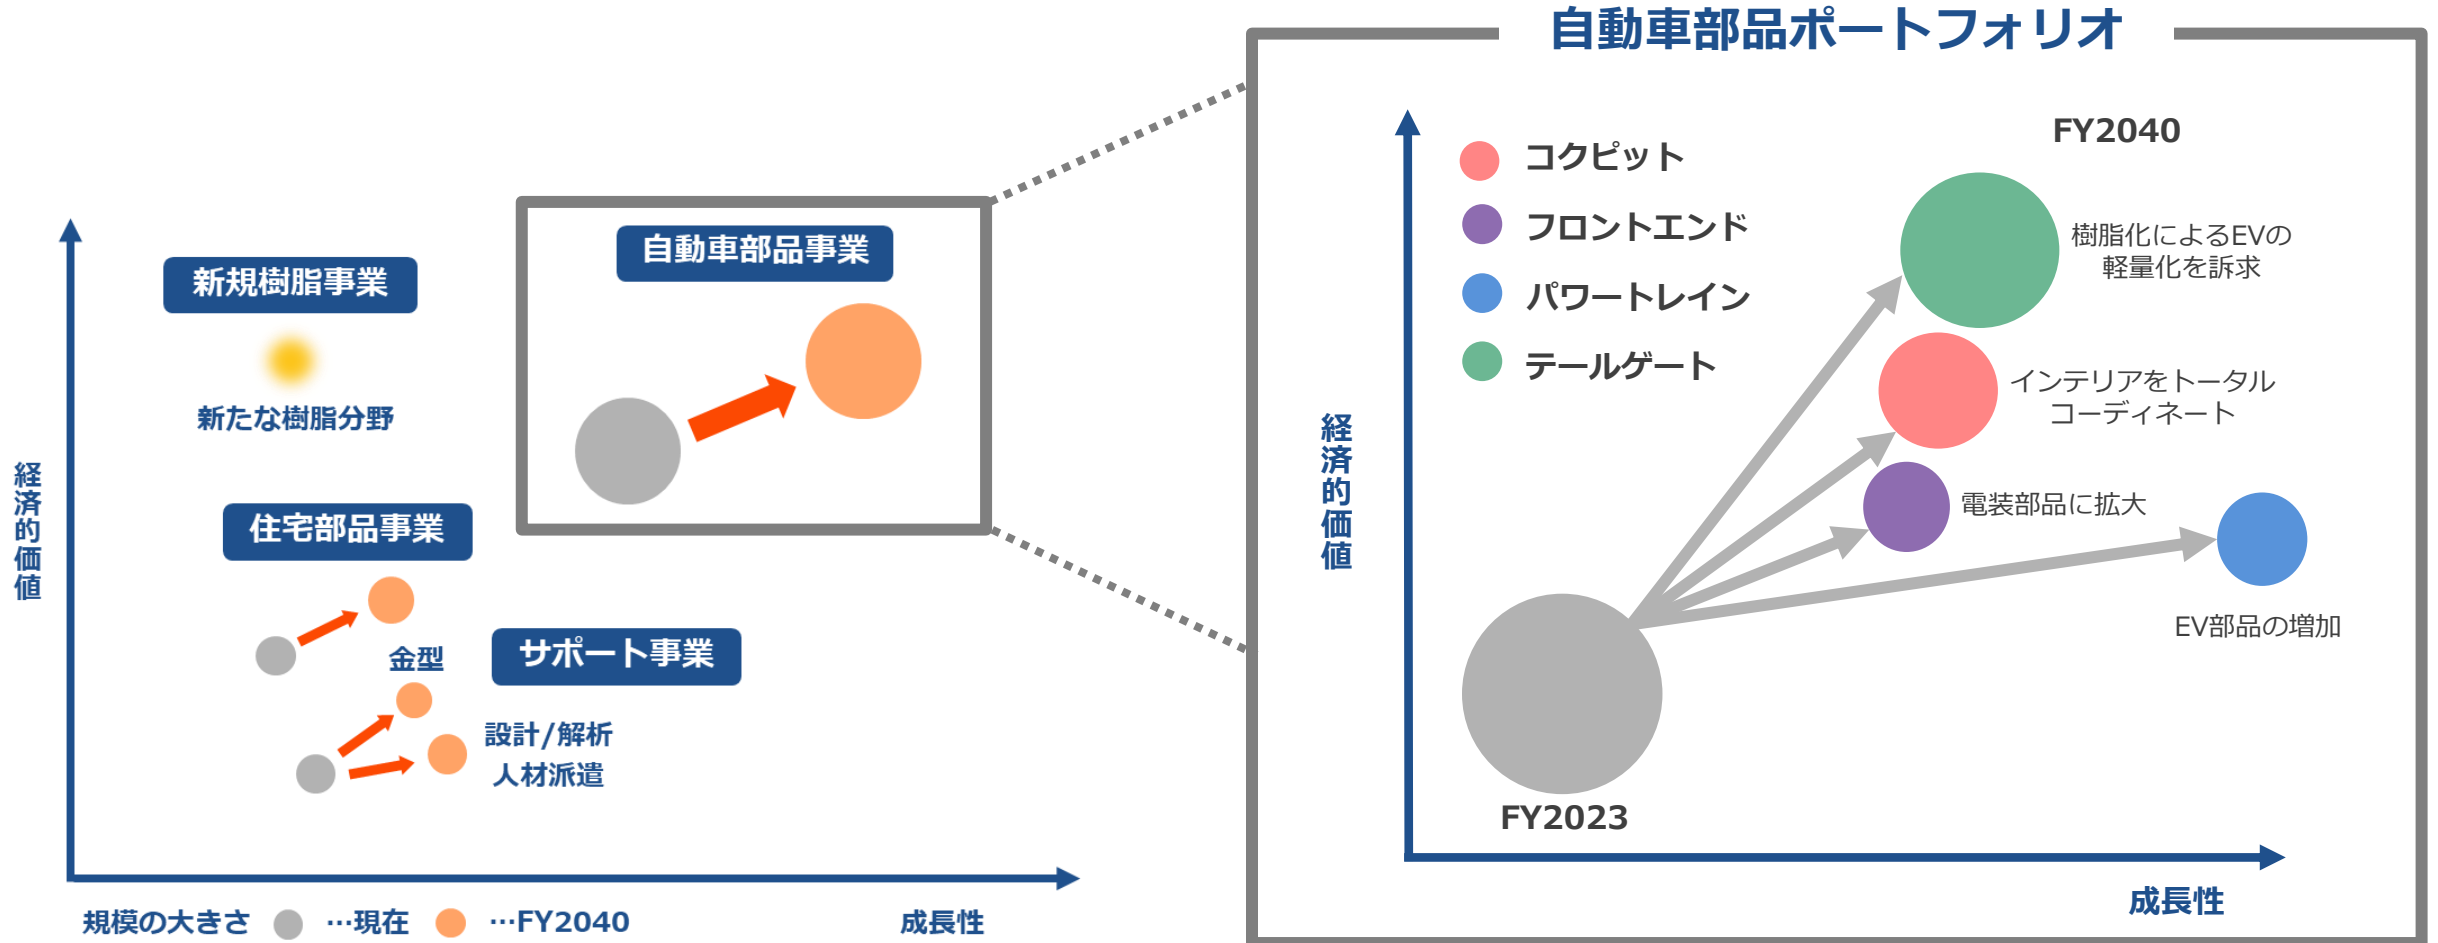 新規樹脂事業
新たな樹脂分野
自動車部品事業
住宅部品事業
金型
サポート事業
設計/解析
人材派遣
経済的価値
規模の大きさ
…現在
…FY2040
成長性
自動車部品ポートフォリオ
コクピット
フロントエンド
パワートレイン
テールゲート
FY2040
樹脂化によるEVの
軽量化を訴求
インテリアをトータル
コーディネート
電装部品に拡大
EV部品の増加
経済的価値
FY2023
成長性